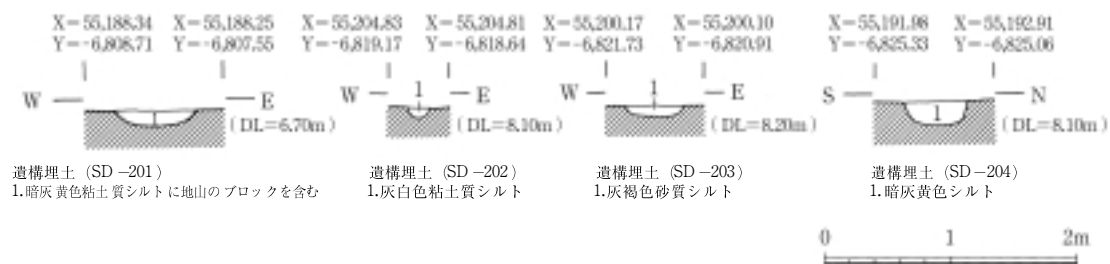 X=55,188.34 X=55,188.25 X=55,204.83 X=55,204.81 X=55,200.17 X=55,200.10 X=55,191.98 X=55,192.91
Y=-6,808.71 Y=-6,807.55 Y=-6,819.17 Y=-6,818.64 Y=-6,821.73 Y=-6,820.91 Y=-6,825.33 Y=-6,825.06
W E W 1 E W 1 E S N
1 1
(DL=6.70m) (DL=8.10m) (DL=8.20m) (DL=8.10m)
遺構埋土 (SD-201) 遺構埋土 (SD-202) 遺構埋土 (SD-203) 遺構埋土 (SD-204)
1.暗灰黄色粘土質シルトに地山のブロックを含む 1.灰白色粘土質シルト 1.灰褐色砂質シルト 1.暗灰黄色シルト
0 1 2m